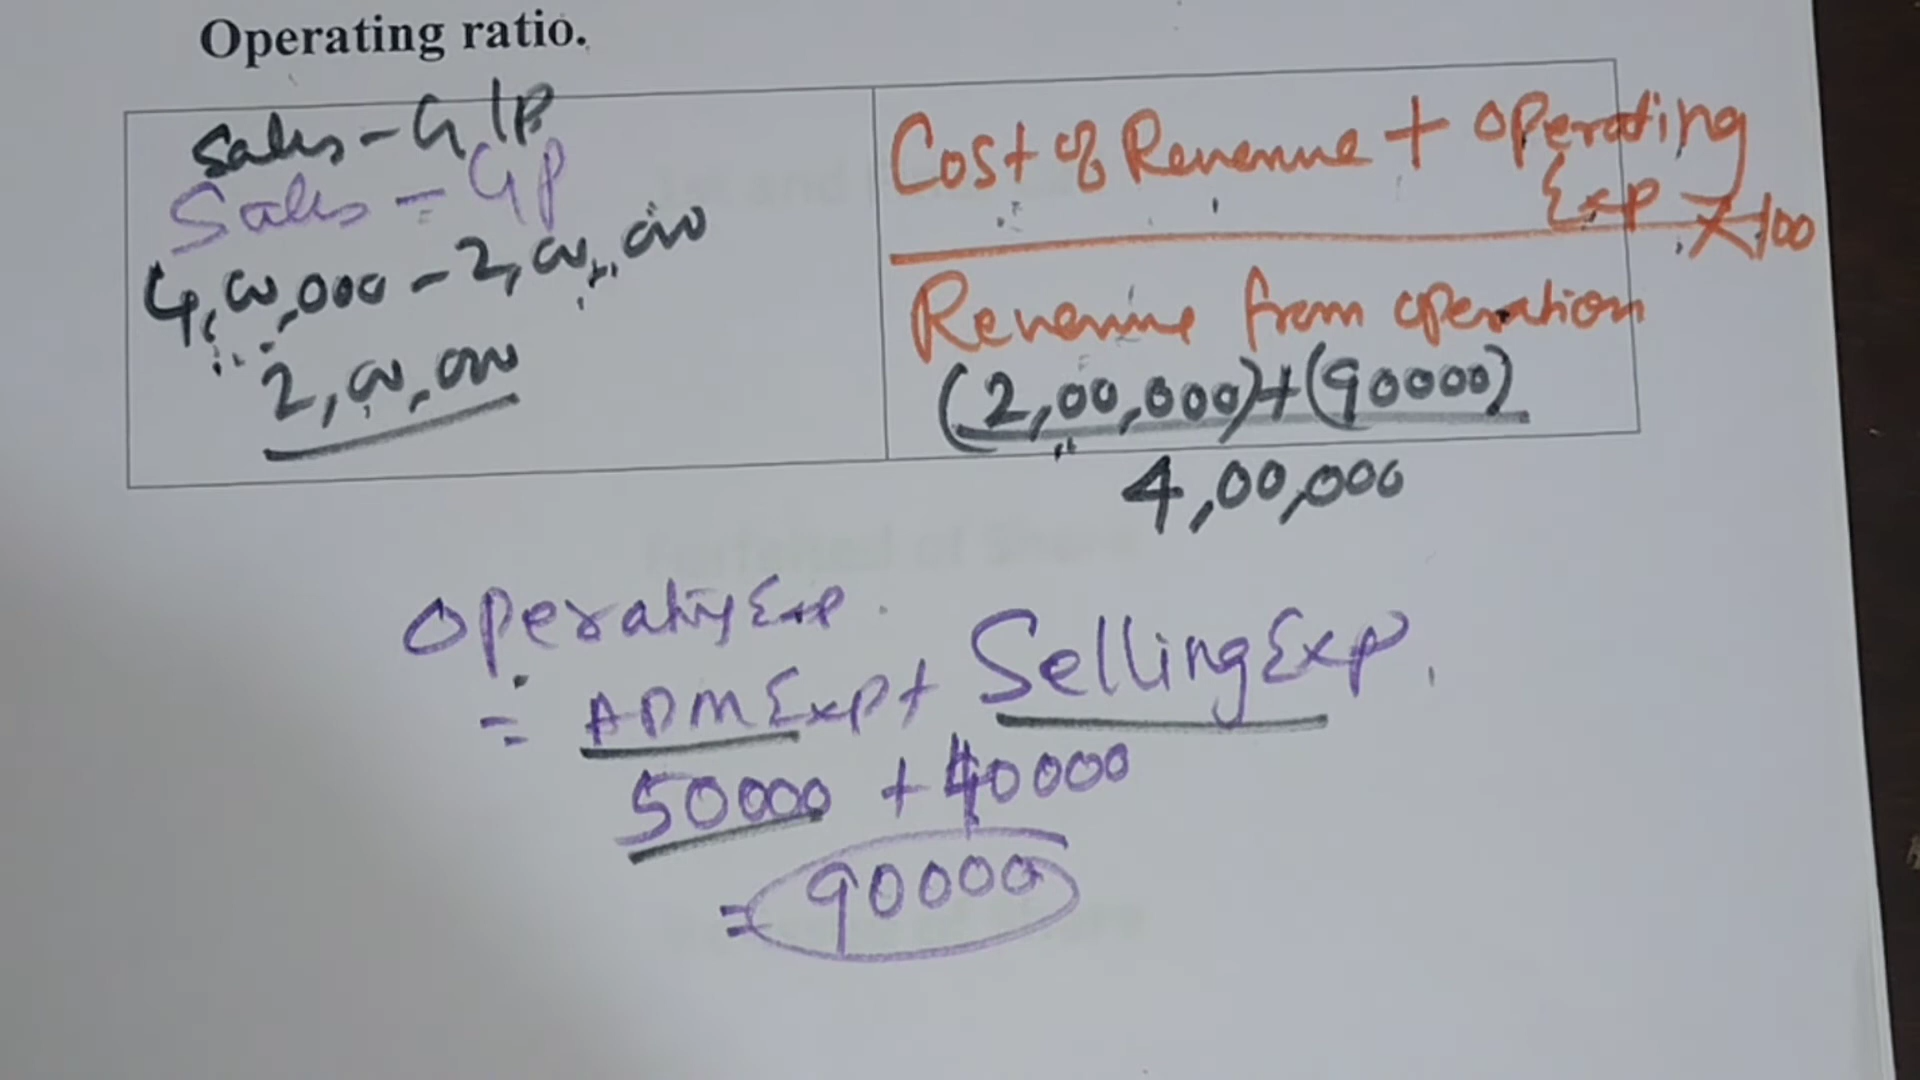 Operating ratio.
Sales - G/P
Sales - GP
4,00,000 - 2,00,000
2,00,000
Cost of Revenue + Operating
Exp × 100
Revenue from operation
(2,00,000) + (90000)
4,00,000
Operating Exp.
= ADM Exp + Selling Exp.
50000 + 40000
= 90000